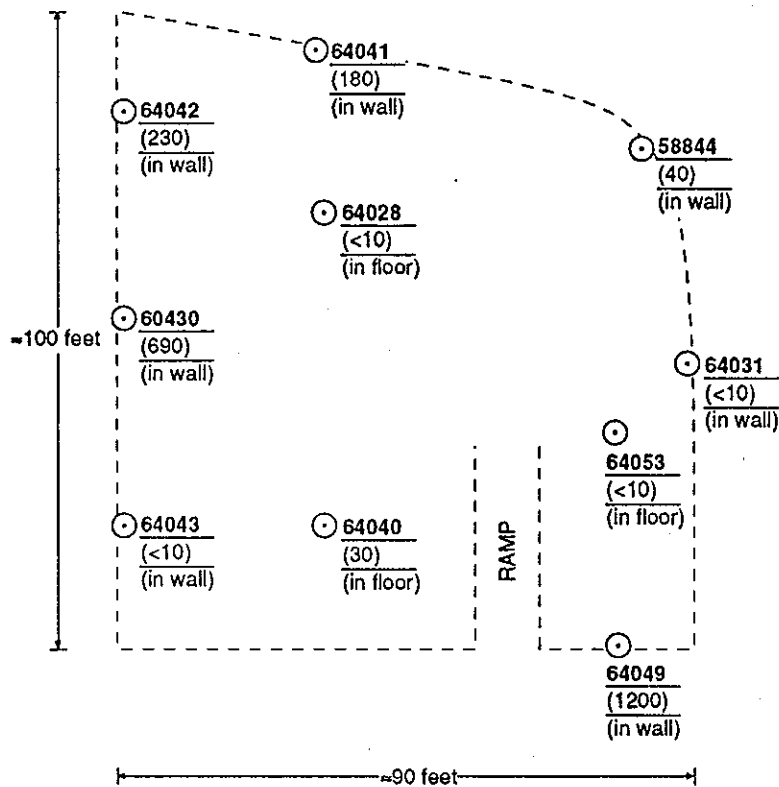 64041
(180)
(in wall)
64042
(230)
(in wall)
58844
(40)
(in wall)
64028
(<10)
(in floor)
60430
(690)
(in wall)
≈100 feet
64031
(<10)
(in wall)
64053
(<10)
(in floor)
64043
(<10)
(in wall)
64040
(30)
(in floor)
RAMP
64049
(1200)
(in wall)
≈90 feet